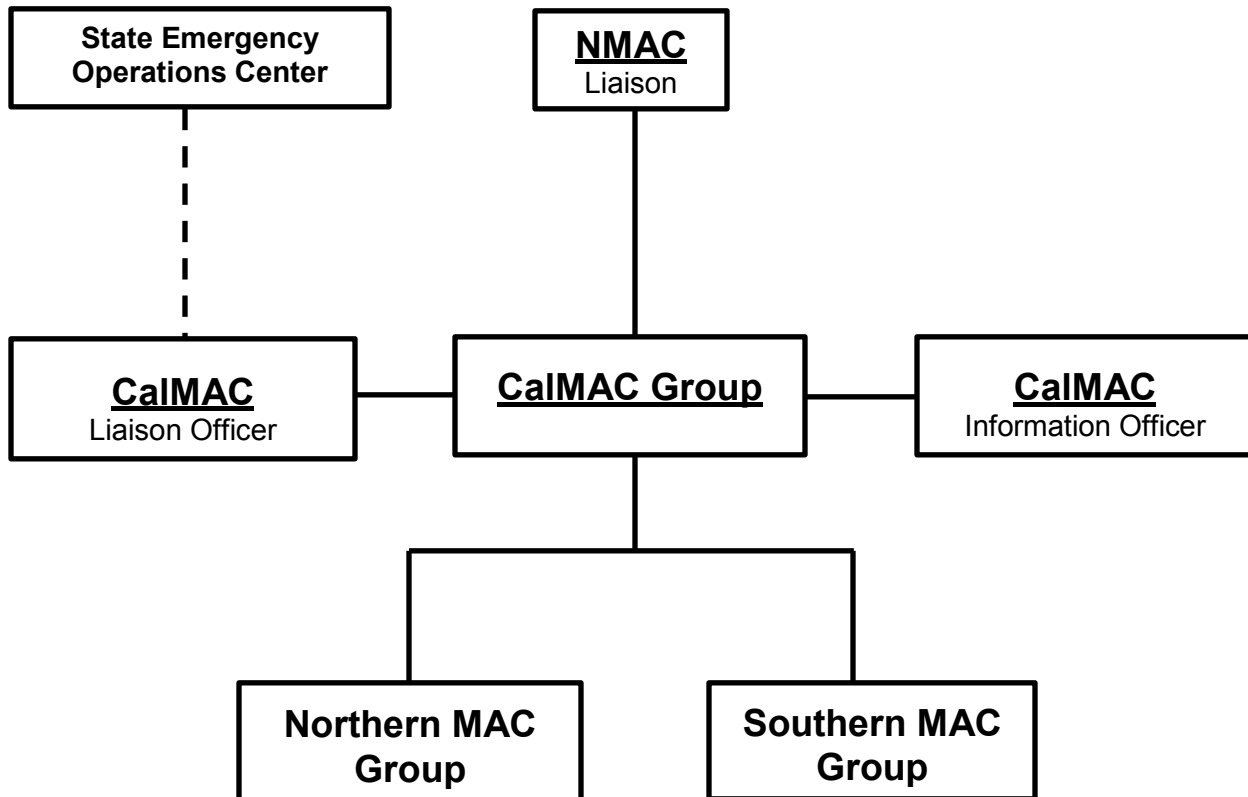 State Emergency
Operations Center
NMAC
Liaison
CalMAC
Liaison Officer
CalMAC Group
CalMAC
Information Officer
Northern MAC
Group
Southern MAC
Group